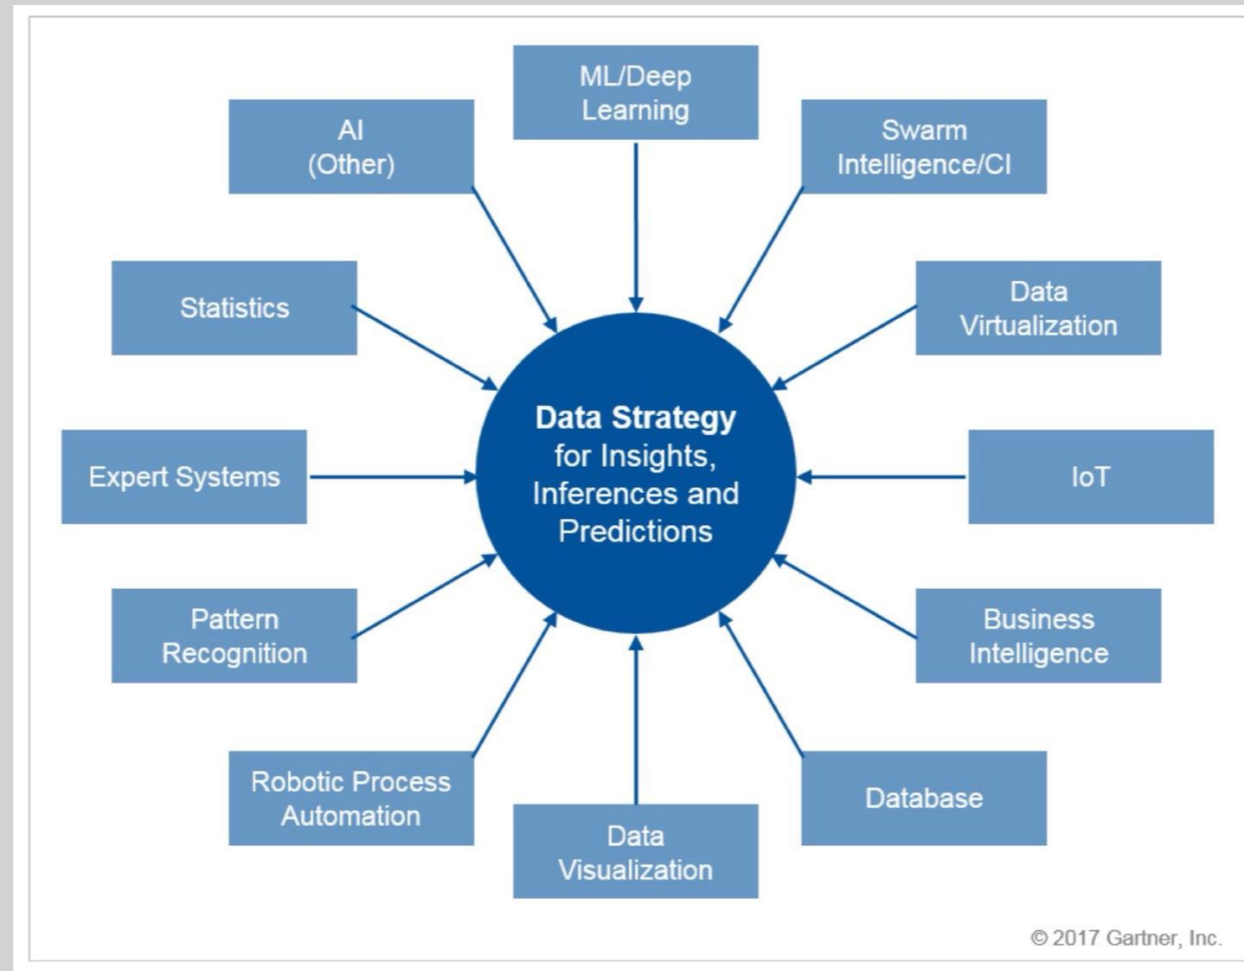 ML/Deep
Learning
AI
(Other)
Swarm
Intelligence/CI
Statistics
Data
Virtualization
Data Strategy
for Insights,
Inferences and
Predictions
Expert Systems
IoT
Pattern
Recognition
Business
Intelligence
Robotic Process
Automation
Database
Data
Visualization
© 2017 Gartner, Inc.